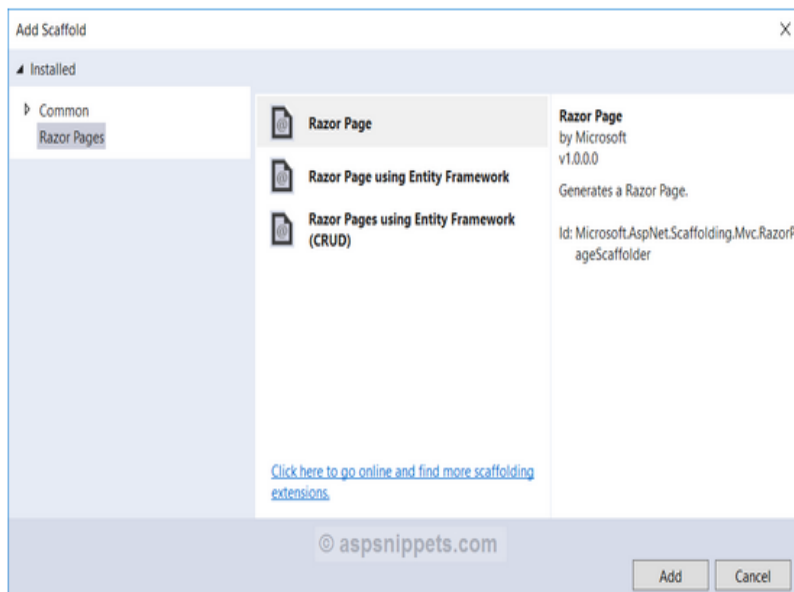 Add Scaffold
Installed
Common
Razor Pages
Razor Page
Razor Page using Entity Framework
Razor Pages using Entity Framework
(CRUD)
Click here to go online and find more scaffolding
extensions.
Razor Page
by Microsoft
v1.0.0.0
Generates a Razor Page.
Id: Microsoft.AspNet.Scaffolding.Mvc.RazorP
ageScaffolder
© aspsnippets.com
Add
Cancel